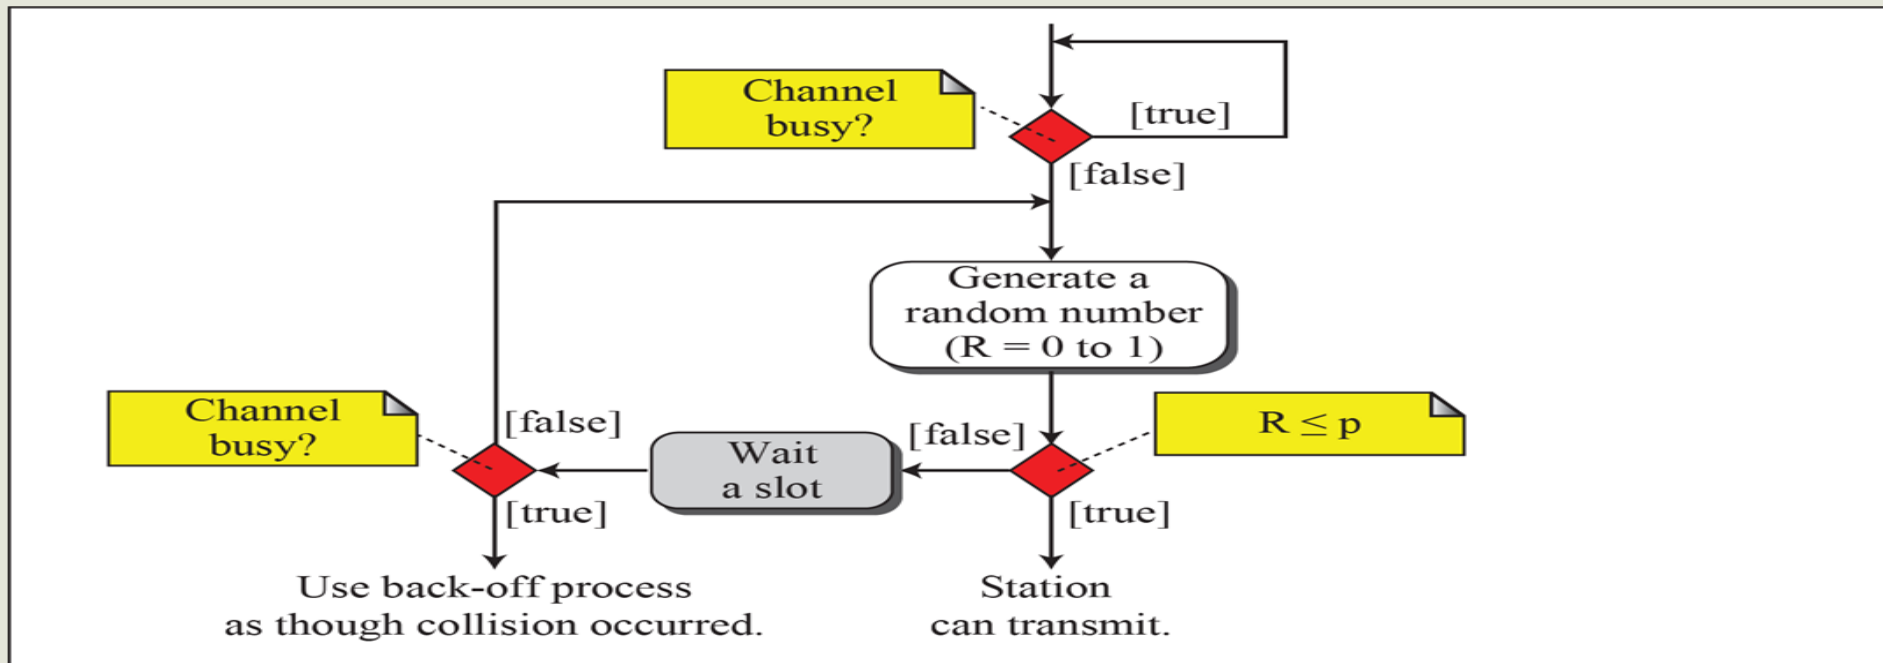 Channel
busy?
[true]
[false]
Generate a
random number
(R = 0 to 1)
Channel
busy?
[false]
Wait
a slot
[false]
R ≤ p
[true]
[true]
Use back-off process
as though collision occurred.
Station
can transmit.